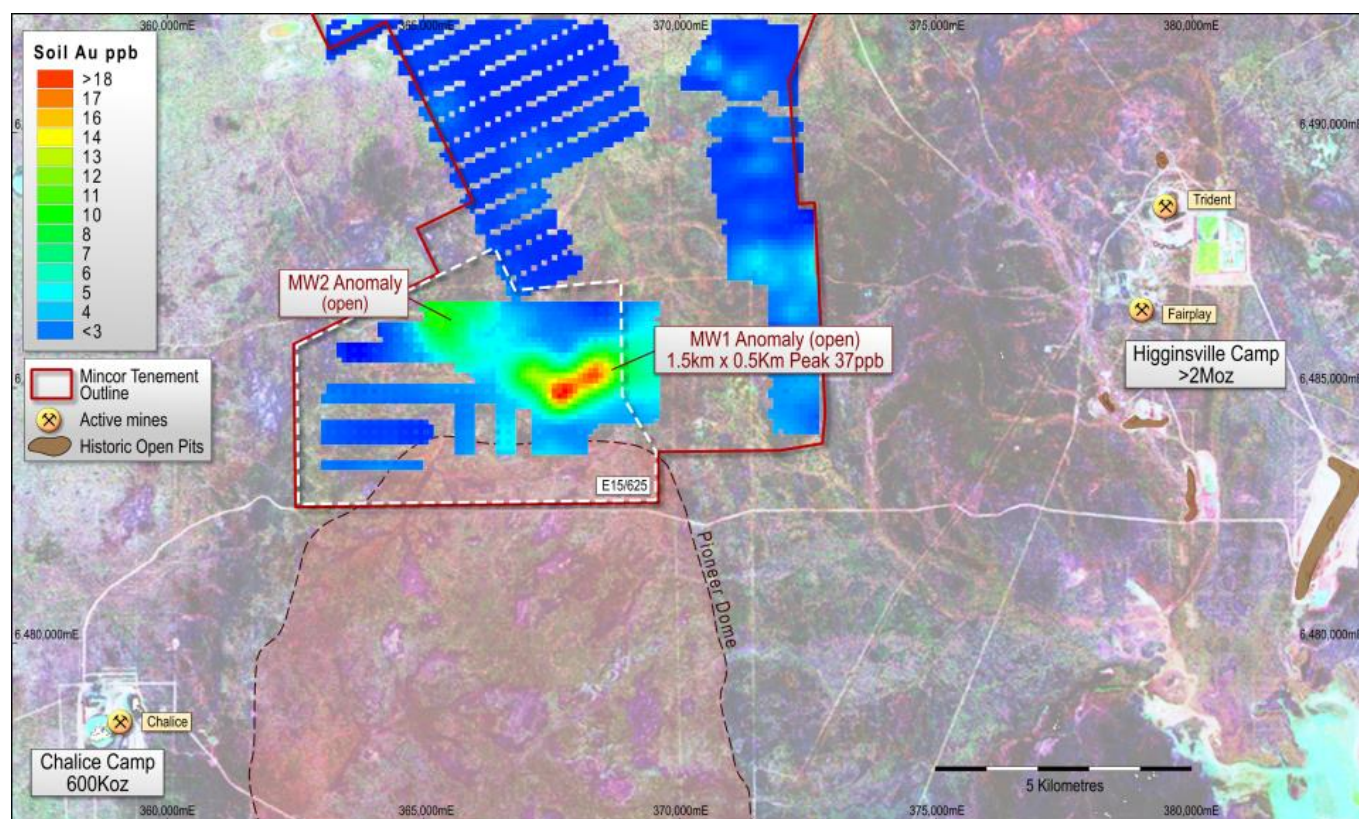 360,000mE
355,000mE
370,000mE
375,000mE
380,000mE
Soil Au ppb
>18
17
16
14
13
12
11
10
8
7
6
5
4
<3
Mincor Tenement
Outline
Active mines
Historic Open Pits
6,490,000mE
Trident
Fairplay
MW2 Anomaly
(open)
MW1 Anomaly (open)
1.5km x 0.5Km Peak 37ppb
Higginsville Camp
>2Moz
6,485,000mE
E15/625
Pioneer Dome
6,480,000mE
6,480,000mE
Chalice
Chalice Camp
600Koz
5 Kilometres
360,000mE
365,000mE
370,000mE
375,000mE
380,000mE